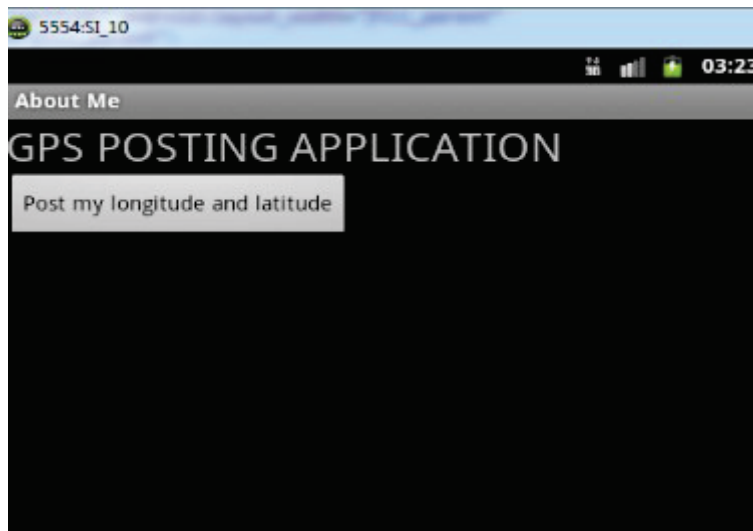 5554:SI_10
03:23
About Me
GPS POSTING APPLICATION
Post my longitude and latitude